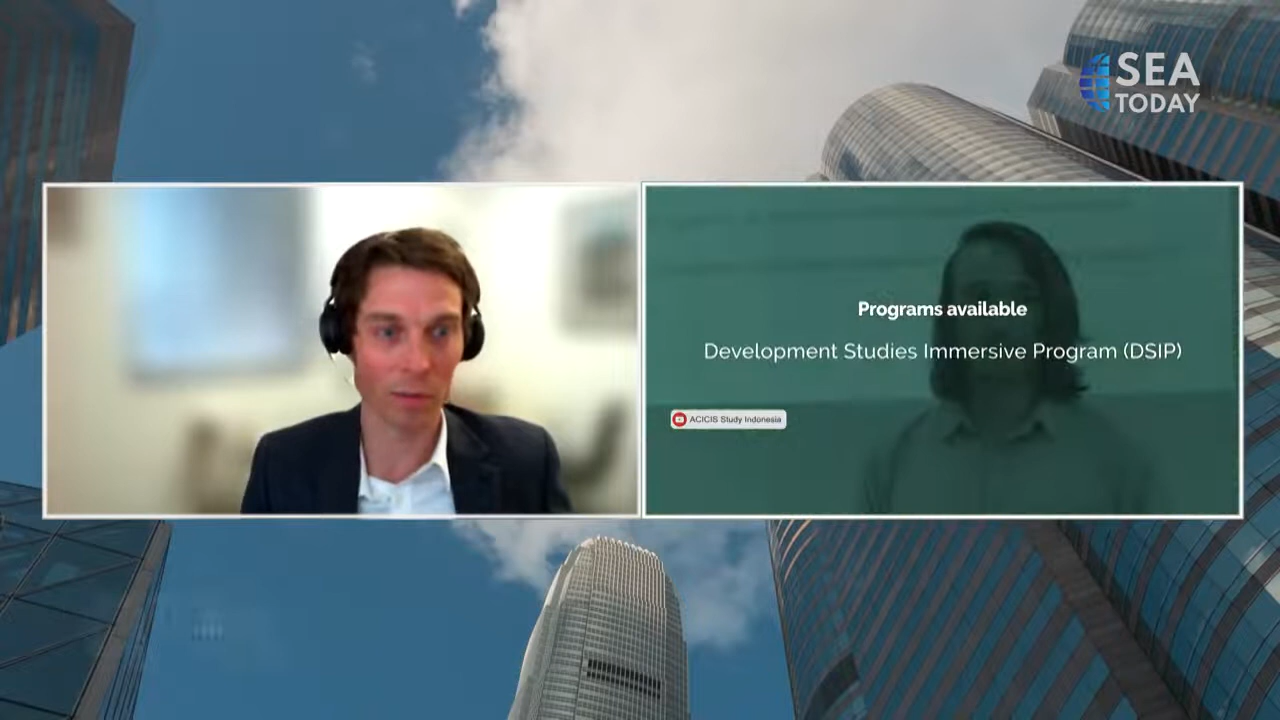 SEA
TODAY
Programs available
Development Studies Immersive Program (DSIP)
ACICIS Study Indonesia